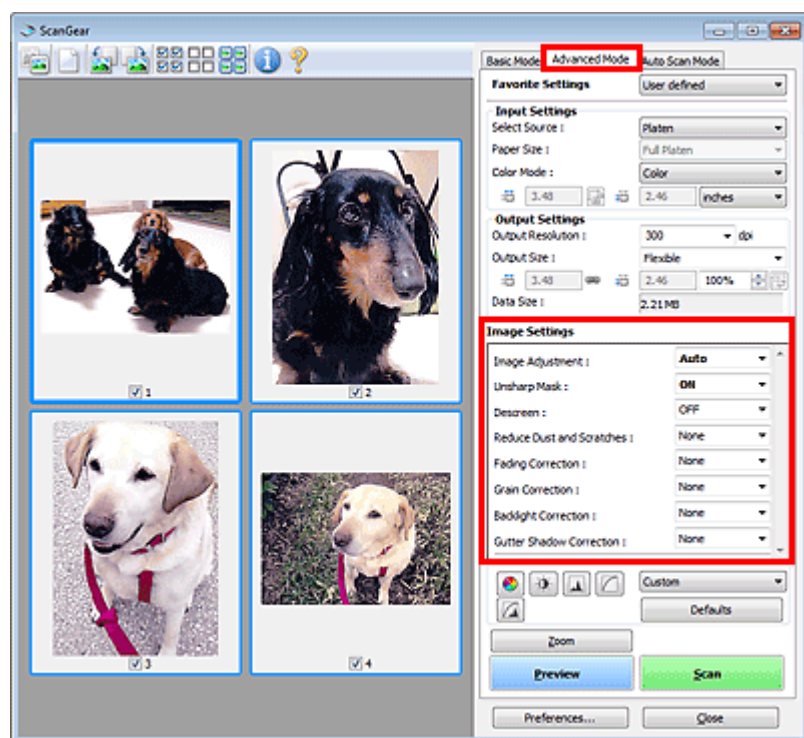 ScanGear
Basic Mode Advanced Mode Auto Scan Mode
Favorite Settings User defined
Input Settings
Select Source : Platen
Paper Size : Full Platen
Color Mode : Color
3.48 2.46 inches
Output Settings
Output Resolution : 300 dpi
Output Size : Flexible
3.48 2.46 100%
Data Size : 2.21 MB
Image Settings
Image Adjustment : Auto
Unsharp Mask : ON
Descreen : OFF
Reduce Dust and Scratches : None
Fading Correction : None
Grain Correction : None
Backlight Correction : None
Gutter Shadow Correction : None
1
2
3
4
Custom
Defaults
Zoom
Preview Scan
Preferences... Close